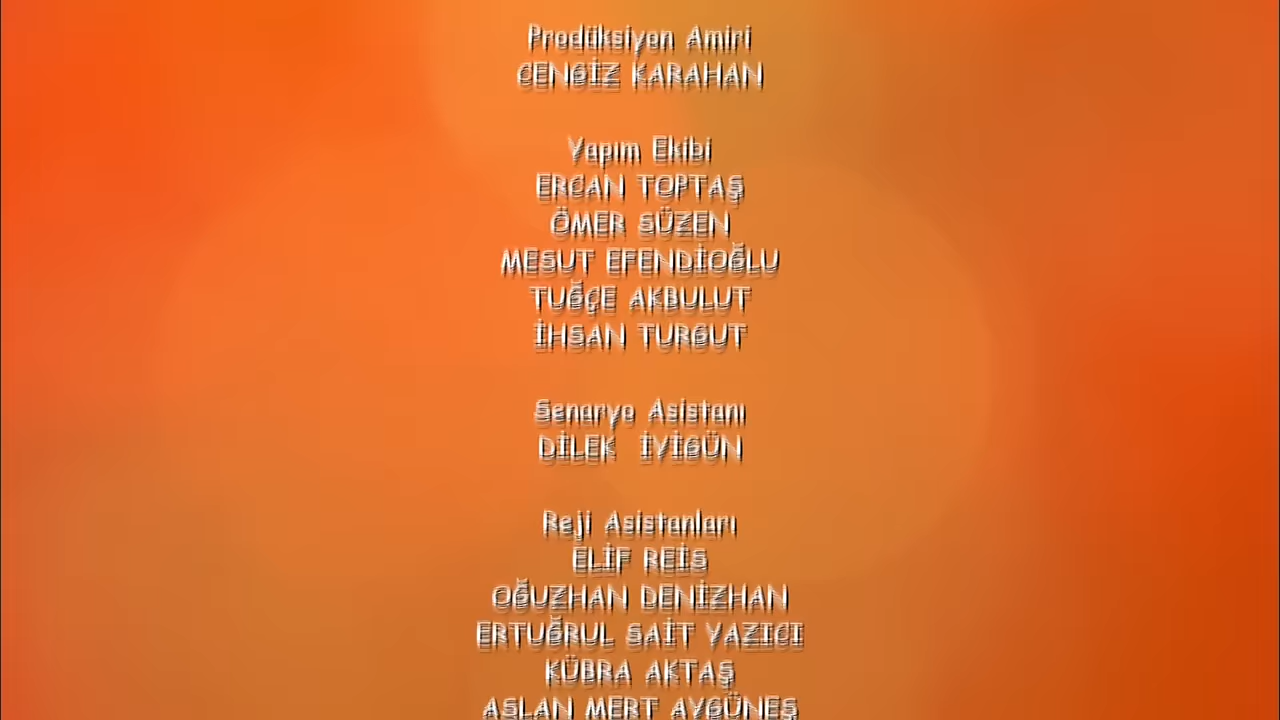 Prodüksiyon Amiri
CENGİZ KARAHAN
Yapım Ekibi
ERCAN TOPTAŞ
ÖMER SÜZEN
MESUT EFENDİOĞLU
TUĞÇE AKBULUT
İHSAN TURGUT
Senaryo Asistanı
DİLEK İYİGÜN
Reji Asistanları
ELİF REİS
OĞUZHAN DENİZHAN
ERTUĞRUL SAİT YAZICI
KÜBRA AKTAŞ
ASLAN MERT AYGÜNEŞ